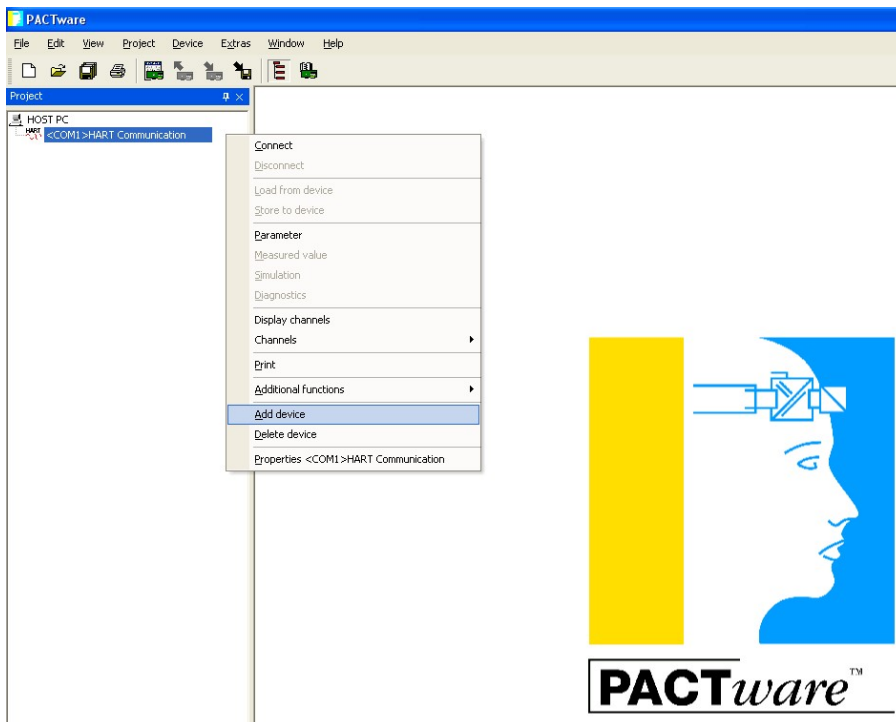 PACTware
File Edit View Project Device Extras Window Help
Project
HOST PC
HART <COM1>HART Communication
Connect
Disconnect
Load from device
Store to device
Parameter
Measured value
Simulation
Diagnostics
Display channels
Channels
Print
Additional functions
Add device
Delete device
Properties <COM1>HART Communication
PACTware™